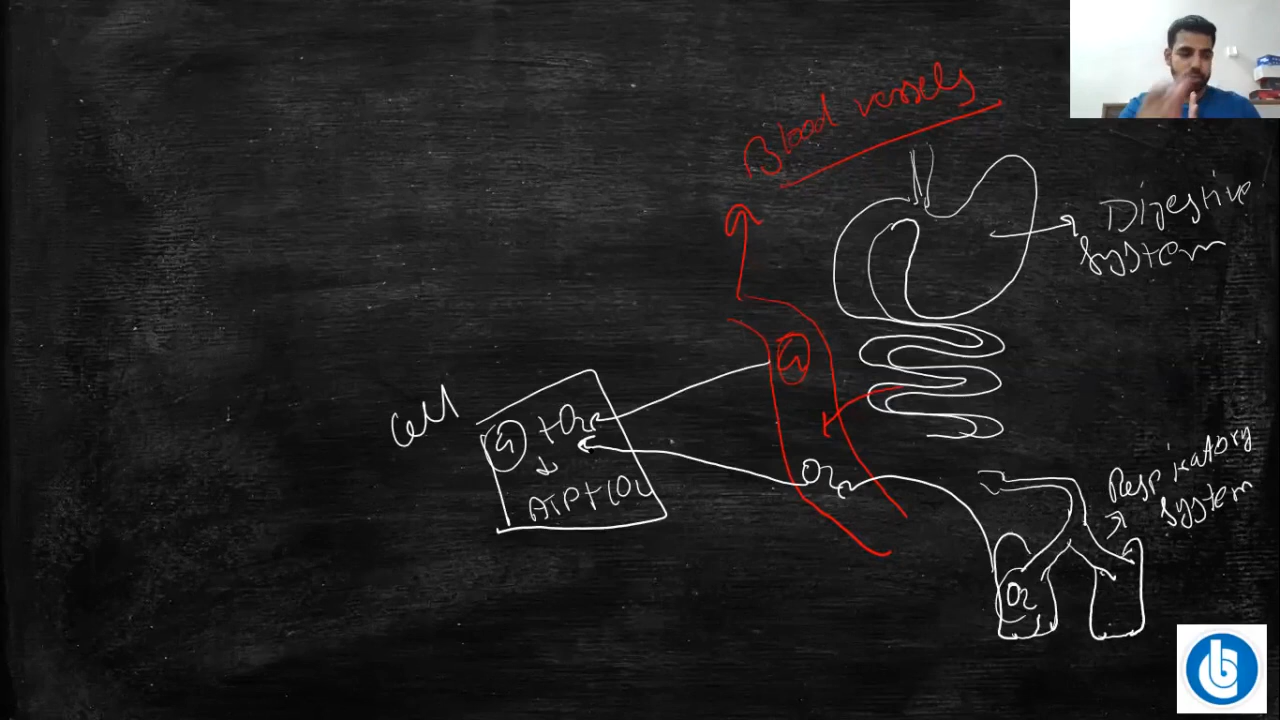 Blood vessels
Digestive
System
G
Cell
G + O2
ATP + CO2
O2
Respiratory
System
O2